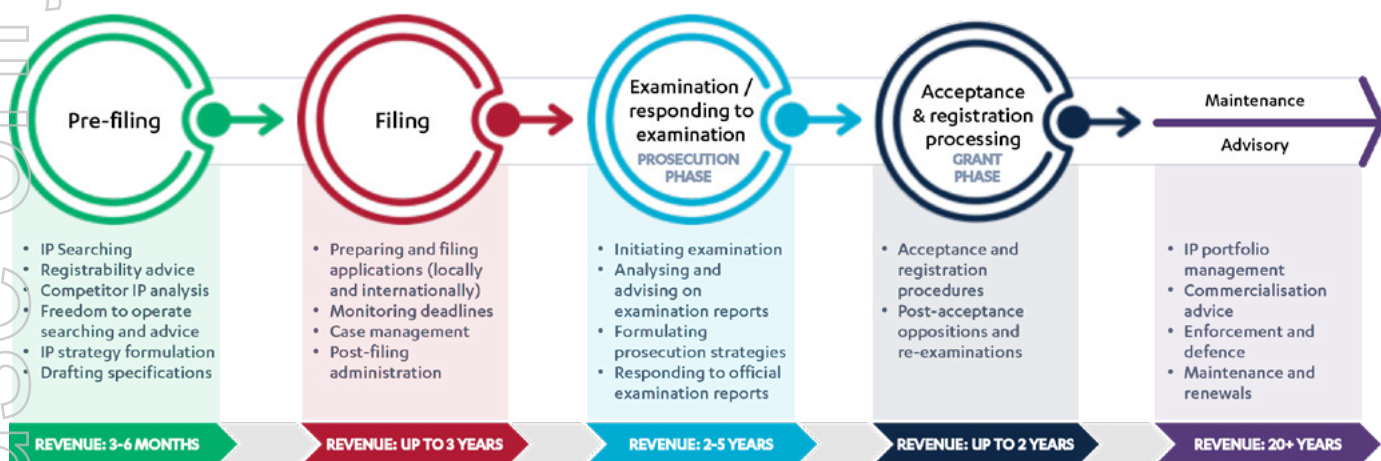 Pre-filing
Filing
Examination /
responding to
examination
PROSECUTION
PHASE
Acceptance
& registration
processing
GRANT
PHASE
Maintenance
Advisory
• IP Searching
• Registrability advice
• Competitor IP analysis
• Freedom to operate
searching and advice
• IP strategy formulation
• Drafting specifications
• Preparing and filing
applications (locally
and internationally)
• Monitoring deadlines
• Case management
• Post-filing
administration
• Initiating examination
• Analysing and
advising on
examination reports
• Formulating
prosecution strategies
• Responding to official
examination reports
• Acceptance and
registration
procedures
• Post-acceptance
oppositions and
re-examinations
• IP portfolio
management
• Commercialisation
advice
• Enforcement and
defence
• Maintenance and
renewals
REVENUE: 3-6 MONTHS
REVENUE: UP TO 3 YEARS
REVENUE: 2-5 YEARS
REVENUE: UP TO 2 YEARS
REVENUE: 20+ YEARS